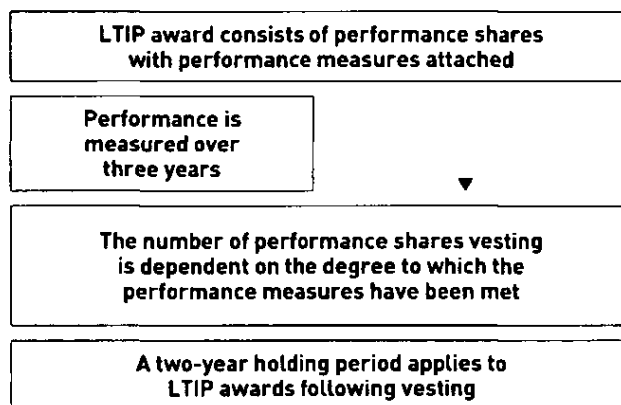 LTIP award consists of performance shares
with performance measures attached
Performance is
measured over
three years
The number of performance shares vesting
is dependent on the degree to which the
performance measures have been met
A two-year holding period applies to
LTIP awards following vesting